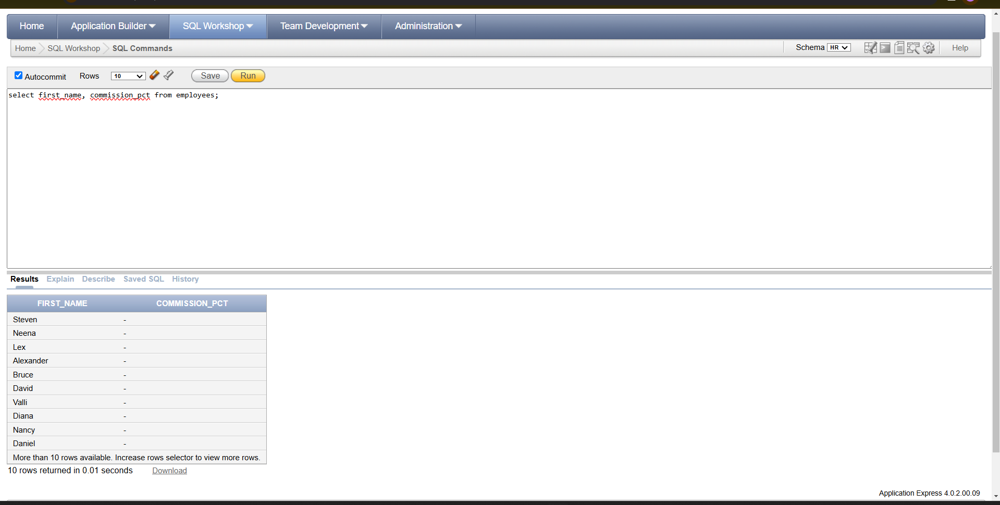 Home Application Builder SQL Workshop Team Development Administration
Home SQL Workshop SQL Commands Schema HR Help
Autocommit Rows 10 Save Run
select first_name, commission_pct from employees;
Results Explain Describe Saved SQL History
FIRST_NAME COMMISSION_PCT
Steven -
Neena -
Lex -
Alexander -
Bruce -
David -
Valli -
Diana -
Nancy -
Daniel -
More than 10 rows available. Increase rows selector to view more rows.
10 rows returned in 0.01 seconds Download
Application Express 4.0.2.00.09